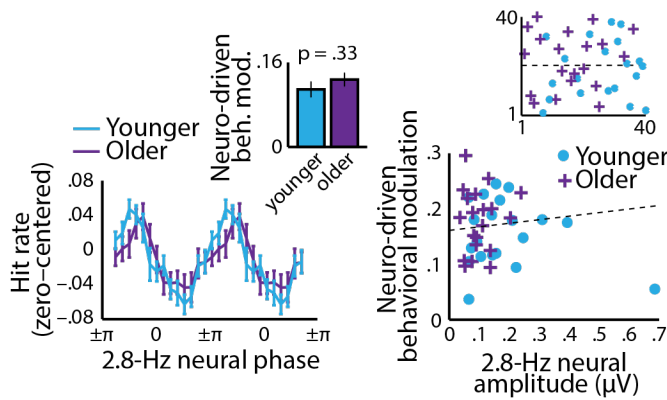 Neuro-driven
beh. mod.
.16
0
p = .33
younger
older
Younger
Older
Hit rate
(zero–centered)
.08
.04
0
–.04
–.08
±π 0 ±π 0 ±π
2.8-Hz neural phase
40
1
1 40
Neuro-driven
behavioral modulation
.3
.2
.1
0
Younger
Older
0 .1 .2 .3 .4 .5 .6 .7
2.8-Hz neural
amplitude (µV)